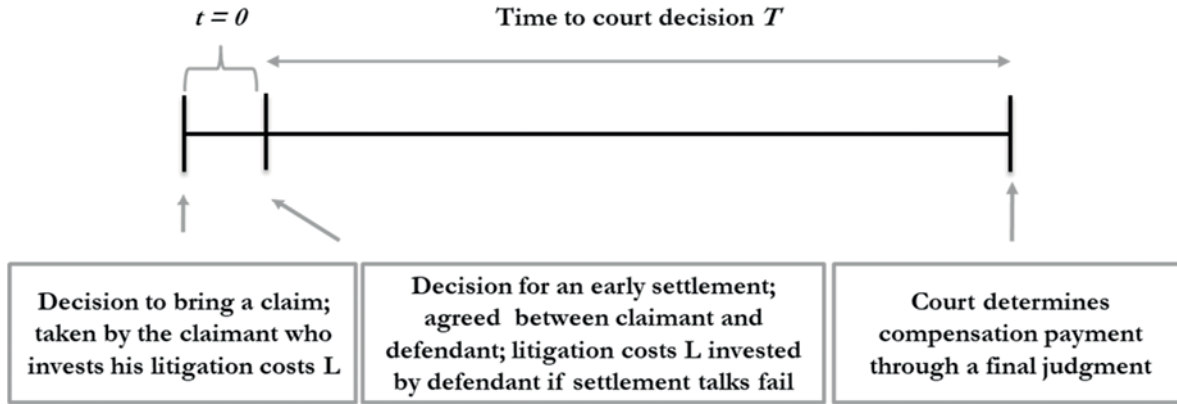 t = 0
Time to court decision T
Decision to bring a claim;
taken by the claimant who
invests his litigation costs L
Decision for an early settlement;
agreed between claimant and
defendant; litigation costs L invested
by defendant if settlement talks fail
Court determines
compensation payment
through a final judgment